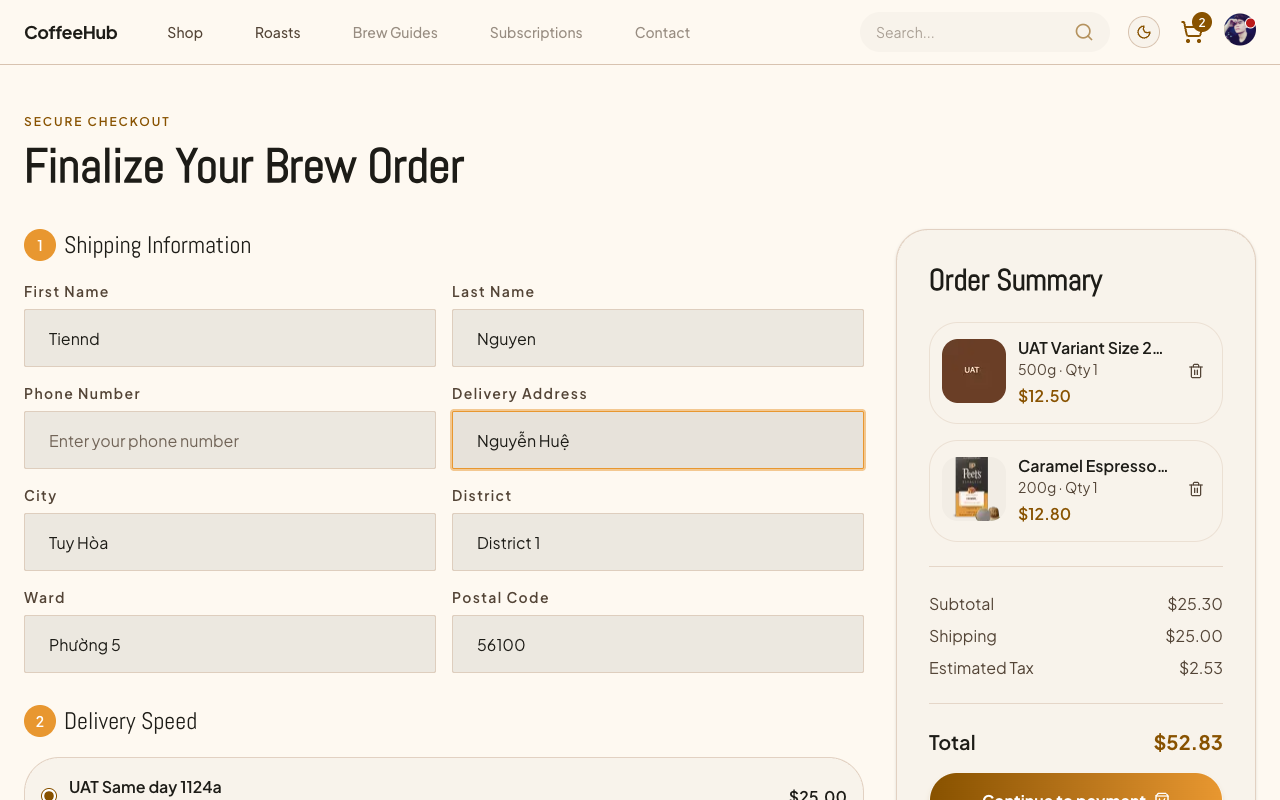 CoffeeHub
Shop
Roasts
Brew Guides
Subscriptions
Contact
Search...
2
SECURE CHECKOUT
Finalize Your Brew Order
1 Shipping Information
First Name
Tiennd
Last Name
Nguyen
Phone Number
Enter your phone number
Delivery Address
Nguyễn Huệ
City
Tuy Hòa
District
District 1
Ward
Phường 5
Postal Code
56100
2 Delivery Speed
UAT Same day 1124a
$25.00
Order Summary
UAT
UAT Variant Size 2...
500g · Qty 1
$12.50
Peets
Caramel Espresso...
200g · Qty 1
$12.80
Subtotal $25.30
Shipping $25.00
Estimated Tax $2.53
Total $52.83
Continue to payment